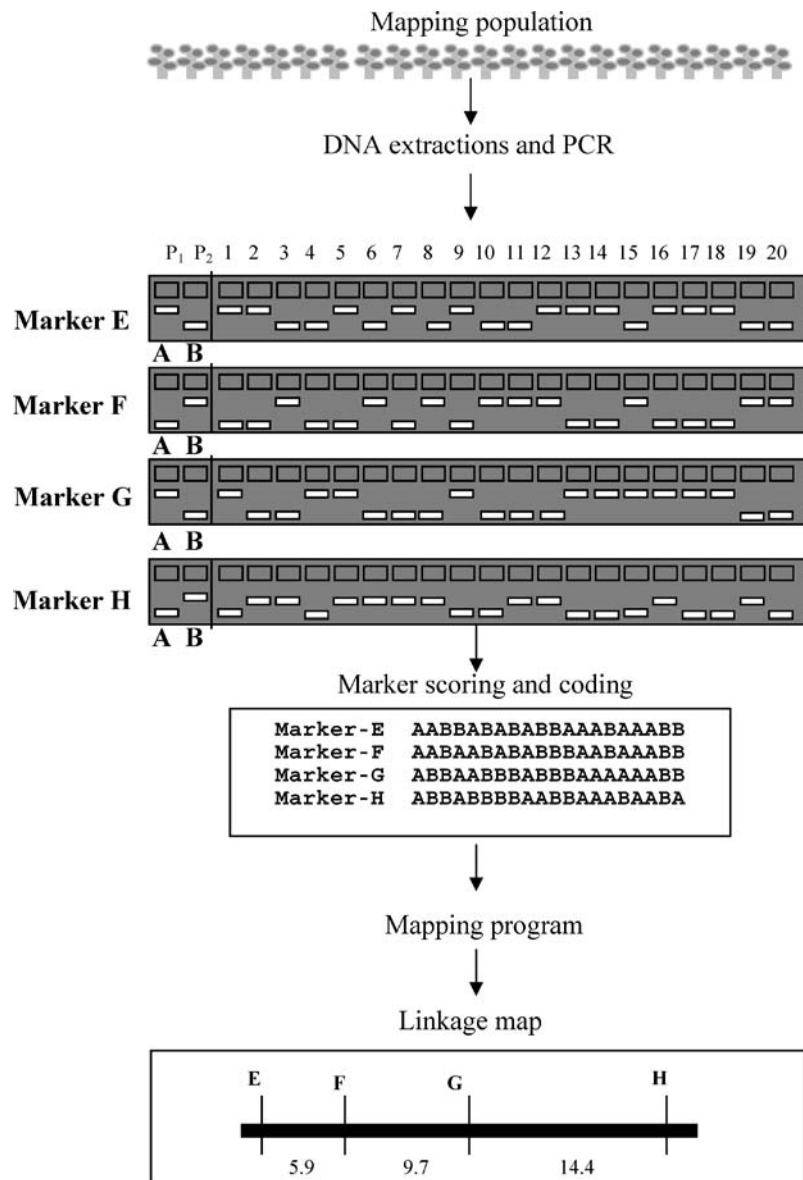 Mapping population
DNA extractions and PCR
P1 P2 1 2 3 4 5 6 7 8 9 10 11 12 13 14 15 16 17 18 19 20
Marker E
A B
Marker F
A B
Marker G
A B
Marker H
A B
Marker scoring and coding
Marker-E AABBABABABBAAABAAABB
Marker-F AABAABABABBBAABAAABB
Marker-G ABBAABBBABBBAAAAAABB
Marker-H ABBABBBBAABBAAABAABA
Mapping program
Linkage map
E F G H
5.9 9.7 14.4